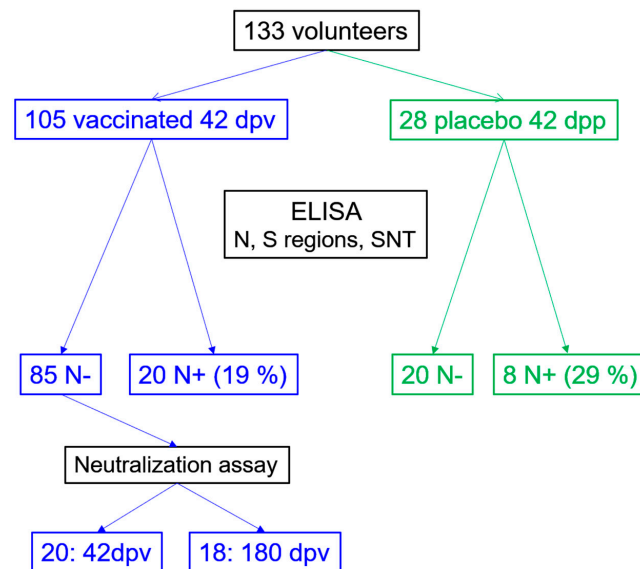 133 volunteers
105 vaccinated 42 dpv
28 placebo 42 dpp
ELISA
N, S regions, SNT
85 N-
20 N+ (19 %)
20 N-
8 N+ (29 %)
Neutralization assay
20: 42dpv
18: 180 dpv